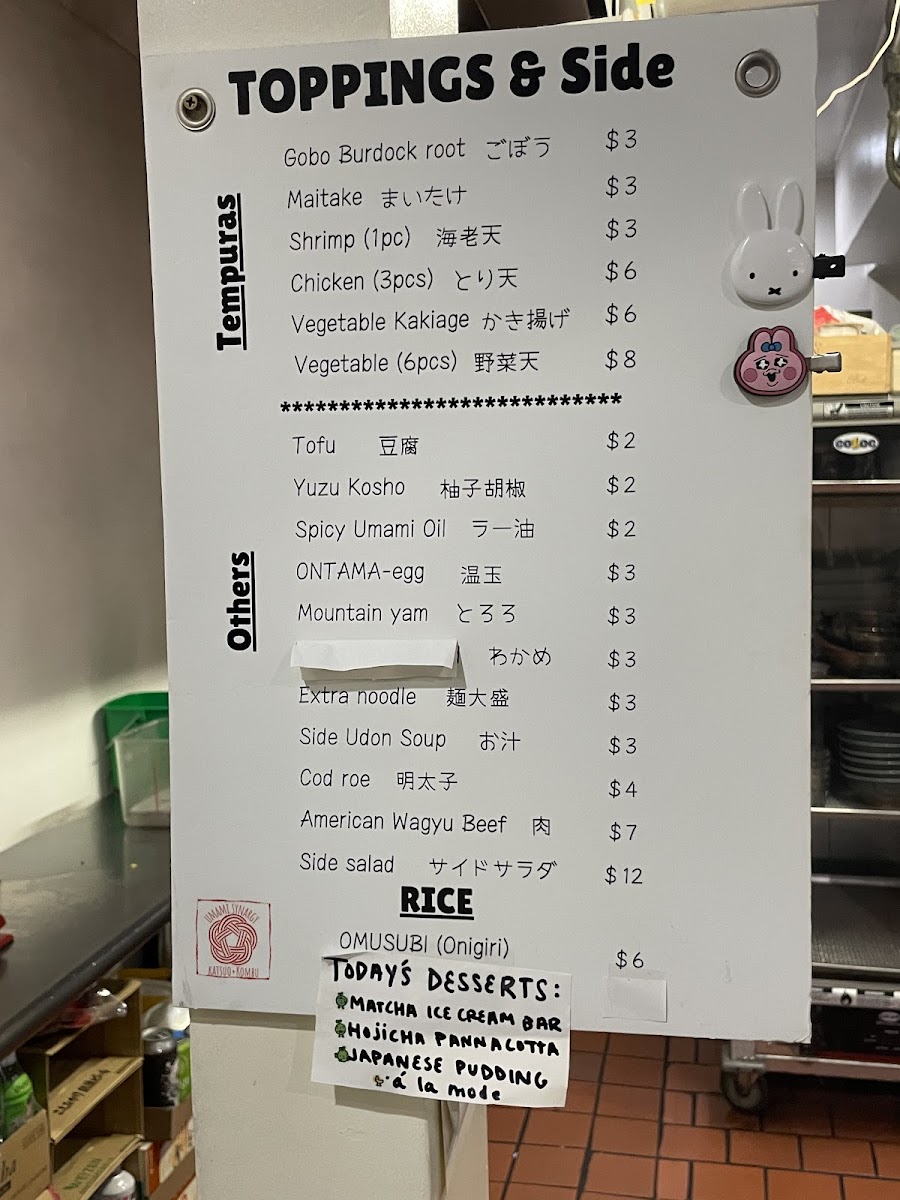 TOPPINGS & Side
Tempuras
Gobo Burdock root ごぼう $3
Maitake まいたけ $3
Shrimp (1pc) 海老天 $3
Chicken (3pcs) とり天 $6
Vegetable Kakiage かき揚げ $6
Vegetable (6pcs) 野菜天 $8
****************************
Others
Tofu 豆腐 $2
Yuzu Kosho 柚子胡椒 $2
Spicy Umami Oil ラー油 $2
ONTAMA-egg 温玉 $3
Mountain yam とろろ $3
わかめ $3
Extra noodle 麺大盛 $3
Side Udon Soup お汁 $3
Cod roe 明太子 $4
American Wagyu Beef 肉 $7
Side salad サイドサラダ $12
RICE
OMUSUBI (Onigiri) $6
UMAMI SYNARGY
KATSUO+KOMBU
TODAY'S DESSERTS:
MATCHA ICE CREAM BAR
HOJICHA PANNACOTTA
JAPANESE PUDDING
á la mode